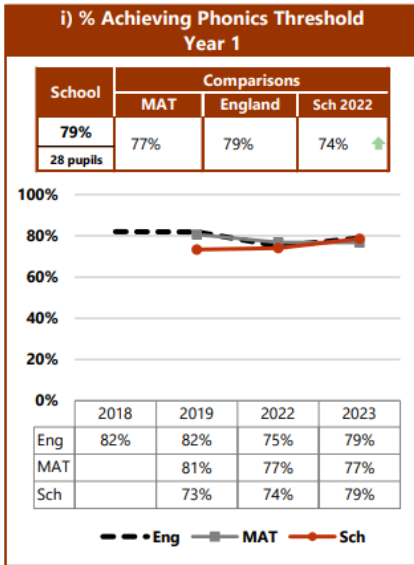 i) % Achieving Phonics Threshold
Year 1
School Comparisons
MAT England Sch 2022
79% 77% 79% 74%
28 pupils
100%
80%
60%
40%
20%
0%
2018 2019 2022 2023
Eng 82% 82% 75% 79%
MAT 81% 77% 77%
Sch 73% 74% 79%
Eng MAT Sch